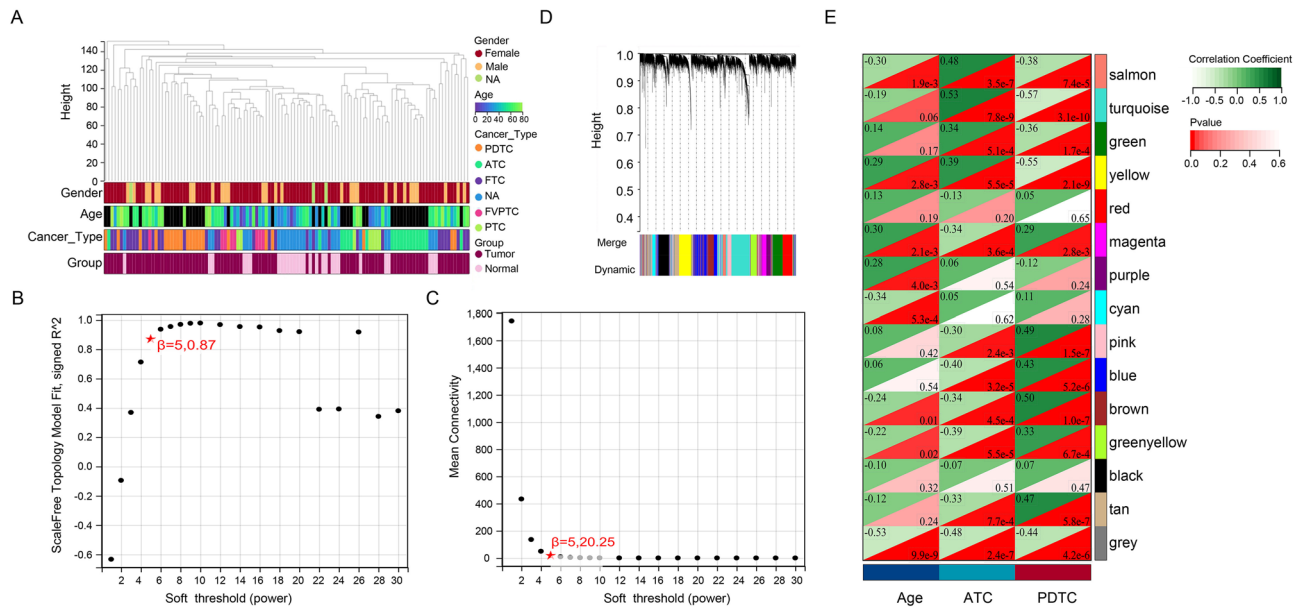 A
Height
140
120
100
80
60
40
20
0
Gender
Age
Cancer_Type
Group
Gender
Female
Male
NA
Age
0 20 40 60 80
Cancer_Type
PDTC
ATC
FTC
NA
FVPTC
PTC
Group
Tumor
Normal
B
ScaleFree Topology Model Fit, signed R^2
1.0
0.8
0.6
0.4
0.2
0.0
-0.2
-0.4
-0.6
β=5,0.87
2 4 6 8 10 12 14 16 18 20 22 24 26 28 30
Soft threshold (power)
C
Mean Connectivity
1,800
1,600
1,400
1,200
1,000
800
600
400
200
0
β=5,20.25
2 4 6 8 10 12 14 16 18 20 22 24 26 28 30
Soft threshold (power)
D
Height
1.0
0.9
0.8
0.7
0.6
0.5
0.4
Merge
Dynamic
E
-0.30 1.9e-3 0.48 3.5e-7 -0.38 7.4e-5 salmon
-0.19 0.06 0.53 7.8e-9 -0.57 3.1e-10 turquoise
0.14 0.17 0.34 5.1e-4 -0.36 1.7e-4 green
0.29 2.8e-3 0.39 5.5e-5 -0.55 2.1e-9 yellow
0.13 0.19 -0.13 0.20 0.05 0.65 red
0.30 2.1e-3 -0.34 3.6e-4 0.29 2.8e-3 magenta
0.28 4.0e-3 0.06 0.54 -0.12 0.24 purple
-0.34 5.3e-4 0.05 0.62 0.11 0.28 cyan
0.08 0.42 -0.30 2.4e-3 0.49 1.5e-7 pink
0.06 0.54 -0.40 3.2e-5 0.43 5.2e-6 blue
-0.24 0.01 -0.34 4.5e-4 0.50 1.0e-7 brown
-0.22 0.02 -0.39 5.5e-5 0.33 6.7e-4 greenyellow
-0.10 0.32 -0.07 0.51 0.07 0.47 black
-0.12 0.24 -0.33 7.7e-4 0.47 5.8e-7 tan
-0.53 9.9e-9 -0.48 2.4e-7 -0.44 4.2e-6 grey
Age ATC PDTC
Correlation Coefficient
-1.0 -0.5 0.0 0.5 1.0
Pvalue
0.0 0.2 0.4 0.6